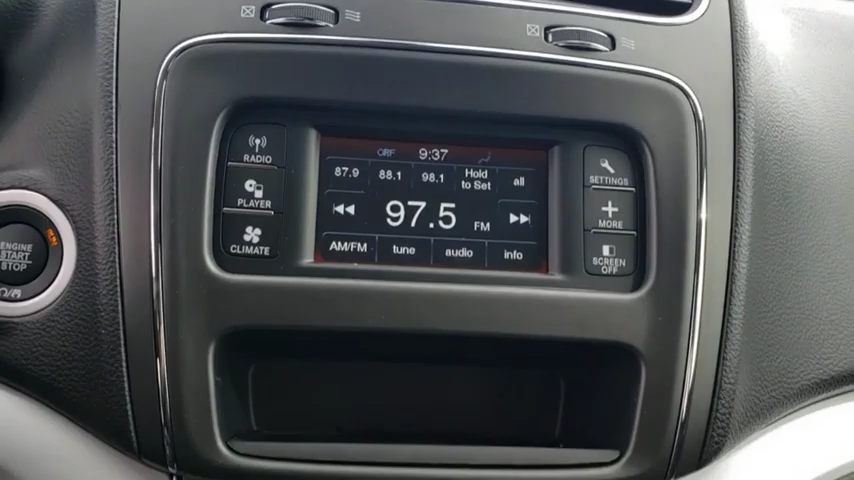 RADIO
PLAYER
CLIMATE
9:37
87.9 88.1 98.1 Hold to Set all
97.5 FM
AM/FM tune audio info
SETTINGS
MORE
SCREEN
OFF
ENGINE
START
STOP